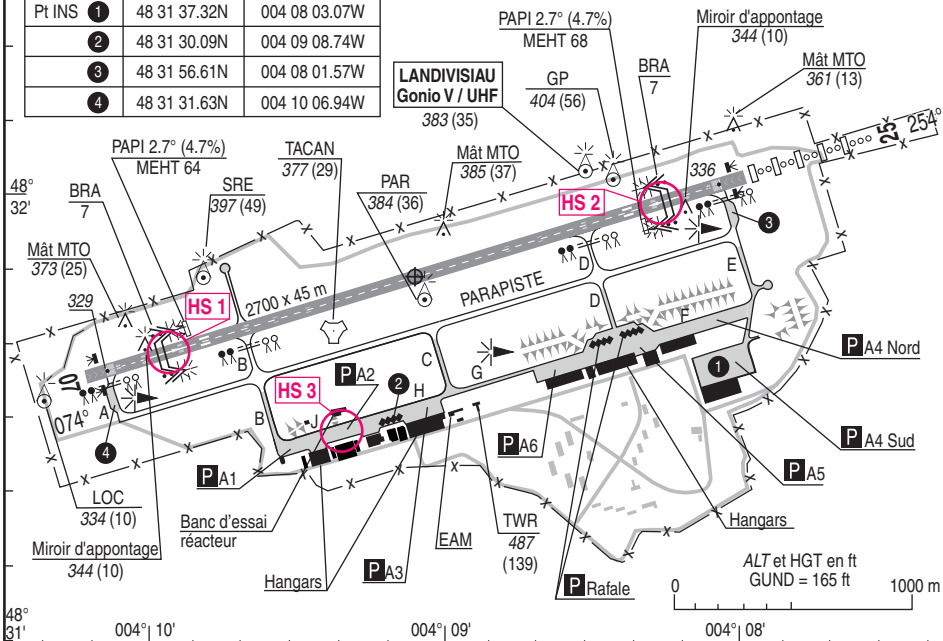 Pt INS 1 48 31 37.32N 004 08 03.07W
2 48 31 30.09N 004 09 08.74W
3 48 31 56.61N 004 08 01.57W
4 48 31 31.63N 004 10 06.94W
PAPI 2.7° (4.7%)
MEHT 68
Miroir d'appontage
344 (10)
BRA
7
Mât MTO
361 (13)
LANDIVISIAU
Gonio V / UHF
383 (35)
GP
404 (56)
25
254°
PAPI 2.7° (4.7%)
MEHT 64
TACAN
377 (29)
Mât MTO
385 (37)
336
48°
32'
BRA
7
SRE
397 (49)
PAR
384 (36)
HS 2
3
Mât MTO
373 (25)
D
E
329
HS 1
2700 x 45 m
PARAPISTE
D
F
B
C
G
P A4 Nord
07
074°
HS 3
P A2
2
H
1
A
B
J
4
P A1
P A6
P A4 Sud
P A5
LOC
334 (10)
Banc d'essai
réacteur
EAM
TWR
487
(139)
Hangars
Miroir d'appontage
344 (10)
Hangars
P A3
P Rafale
ALT et HGT en ft
GUND = 165 ft
0
1000 m
48°
31'
004° 10'
004° 09'
004° 08'